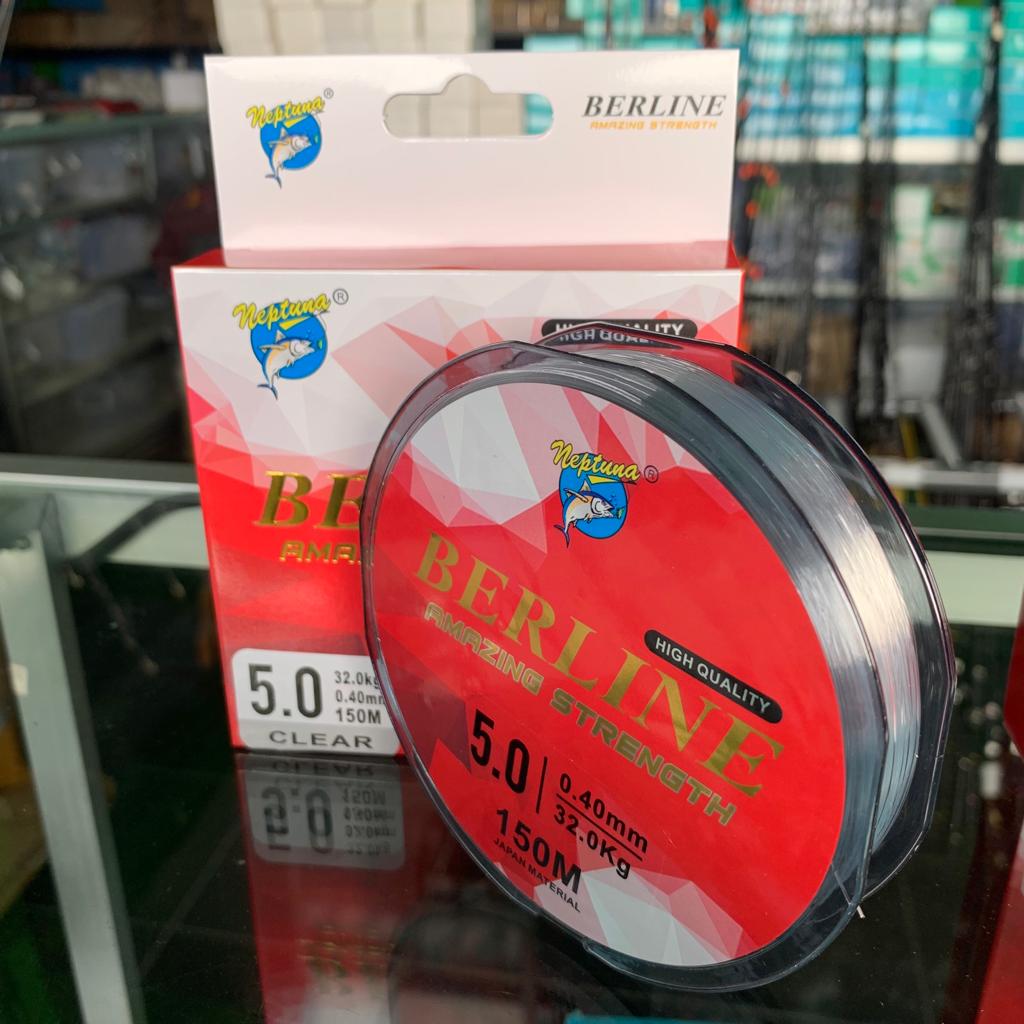 Neptuna ®
BERLINE
AMAZING STRENGTH
Neptuna ®
HIGH QUALITY
BE
AMA
5.0
32.0kg
0.40mm
150M
CLEAR
Neptuna ®
BERLINE
AMAZING STRENGTH
HIGH QUALITY
5.0
0.40mm
32.0Kg
150M
JAPAN MATERIAL